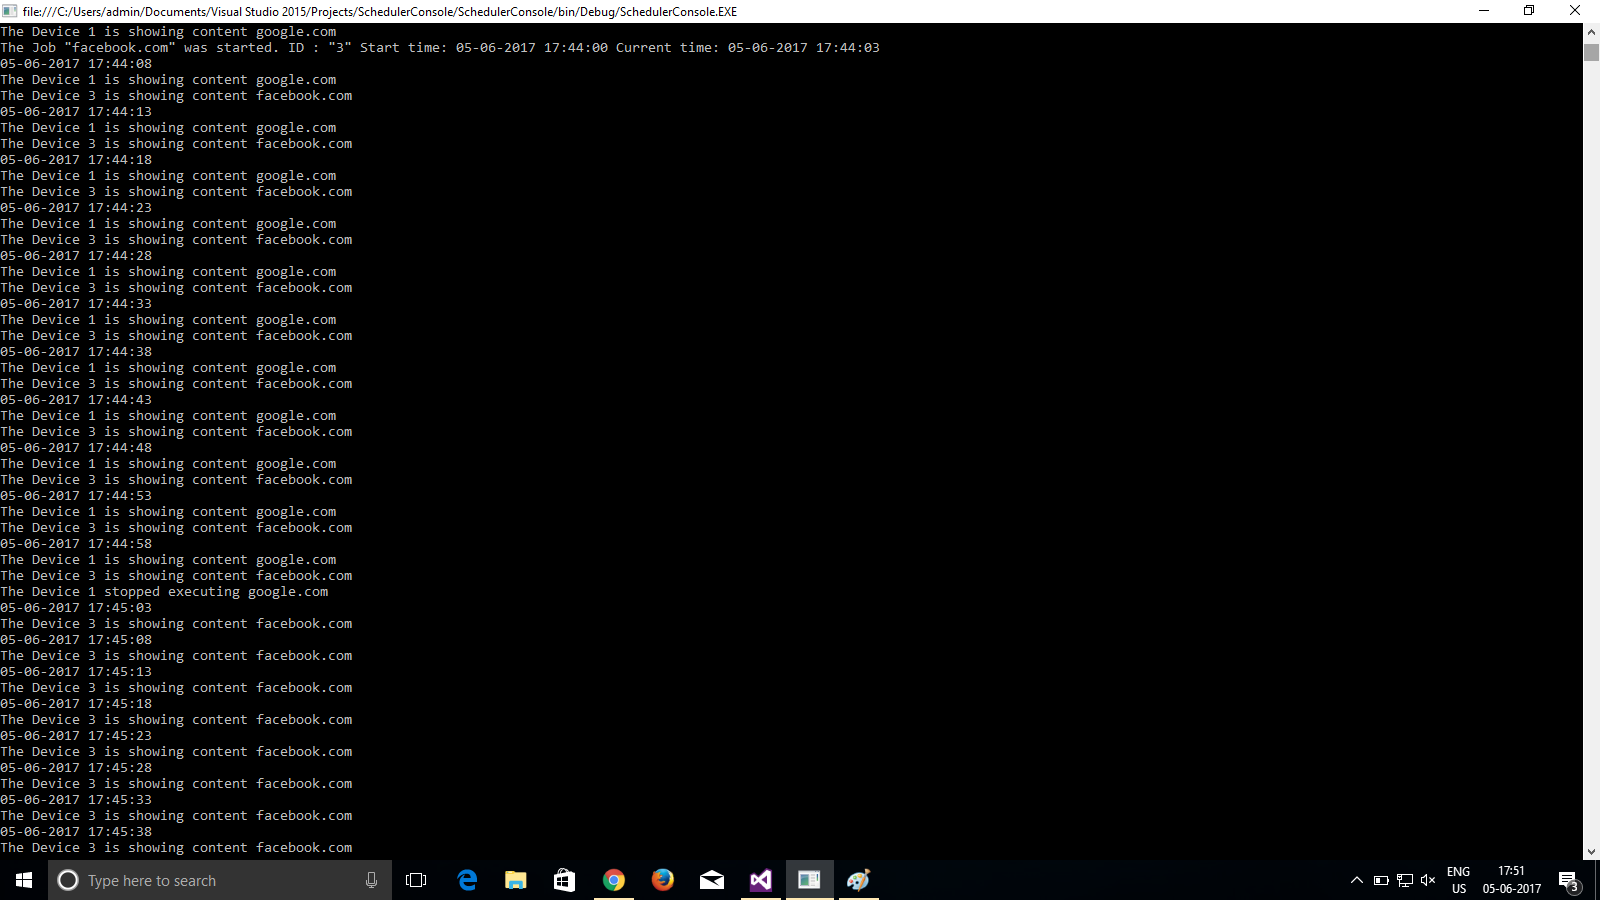 file:///C:/Users/admin/Documents/Visual Studio 2015/Projects/SchedulerConsole/SchedulerConsole/bin/Debug/SchedulerConsole.EXE
The Device 1 is showing content google.com
The Job "facebook.com" was started. ID : "3" Start time: 05-06-2017 17:44:00 Current time: 05-06-2017 17:44:03
05-06-2017 17:44:08
The Device 1 is showing content google.com
The Device 3 is showing content facebook.com
05-06-2017 17:44:13
The Device 1 is showing content google.com
The Device 3 is showing content facebook.com
05-06-2017 17:44:18
The Device 1 is showing content google.com
The Device 3 is showing content facebook.com
05-06-2017 17:44:23
The Device 1 is showing content google.com
The Device 3 is showing content facebook.com
05-06-2017 17:44:28
The Device 1 is showing content google.com
The Device 3 is showing content facebook.com
05-06-2017 17:44:33
The Device 1 is showing content google.com
The Device 3 is showing content facebook.com
05-06-2017 17:44:38
The Device 1 is showing content google.com
The Device 3 is showing content facebook.com
05-06-2017 17:44:43
The Device 1 is showing content google.com
The Device 3 is showing content facebook.com
05-06-2017 17:44:48
The Device 1 is showing content google.com
The Device 3 is showing content facebook.com
05-06-2017 17:44:53
The Device 1 is showing content google.com
The Device 3 is showing content facebook.com
05-06-2017 17:44:58
The Device 1 is showing content google.com
The Device 3 is showing content facebook.com
The Device 1 stopped executing google.com
05-06-2017 17:45:03
The Device 3 is showing content facebook.com
05-06-2017 17:45:08
The Device 3 is showing content facebook.com
05-06-2017 17:45:13
The Device 3 is showing content facebook.com
05-06-2017 17:45:18
The Device 3 is showing content facebook.com
05-06-2017 17:45:23
The Device 3 is showing content facebook.com
05-06-2017 17:45:28
The Device 3 is showing content facebook.com
05-06-2017 17:45:33
The Device 3 is showing content facebook.com
05-06-2017 17:45:38
The Device 3 is showing content facebook.com
Type here to search
ENG
US
17:51
05-06-2017
3